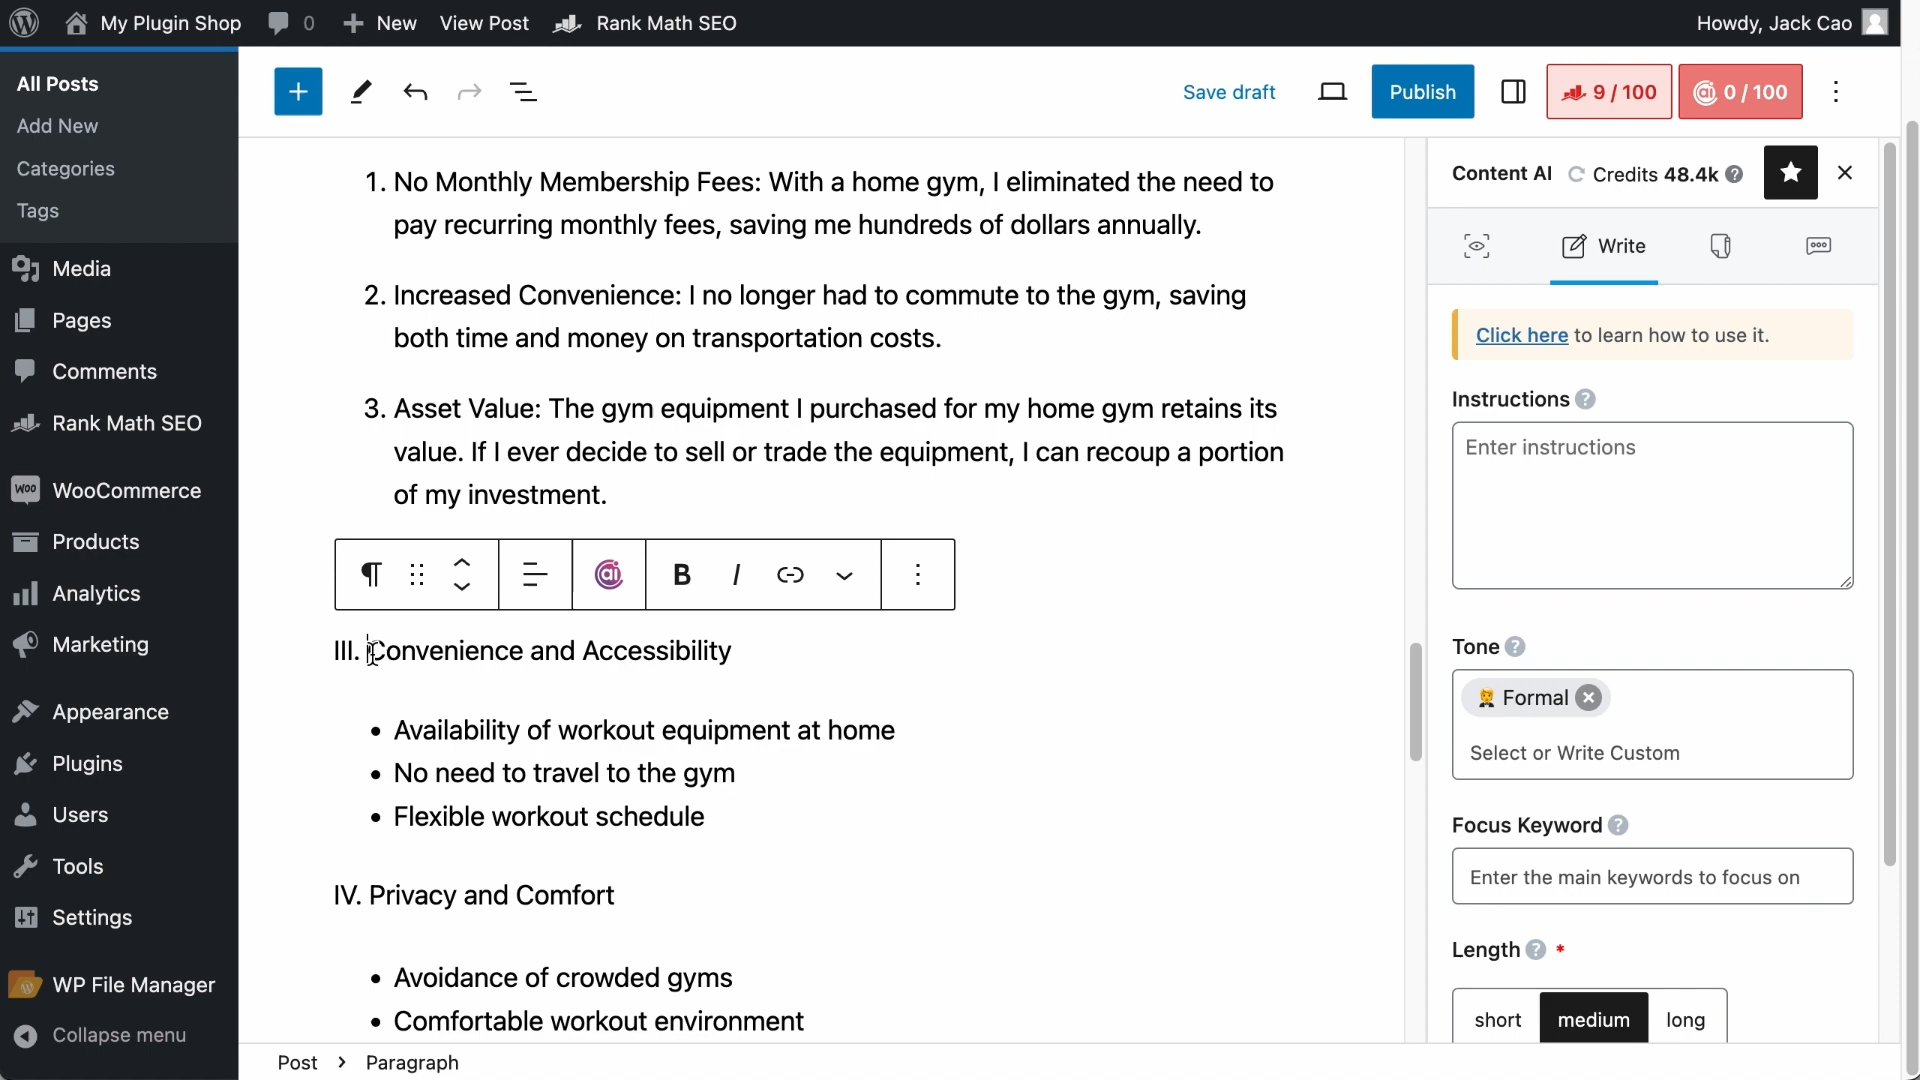 My Plugin Shop 0 New View Post Rank Math SEO Howdy, Jack Cao
All Posts
Add New
Categories
Tags
Media
Pages
Comments
Rank Math SEO
Woo WooCommerce
Products
Analytics
Marketing
Appearance
Plugins
Users
Tools
Settings
WP File Manager
Collapse menu
Save draft Publish 9 / 100 ai 0 / 100
1. No Monthly Membership Fees: With a home gym, I eliminated the need to
pay recurring monthly fees, saving me hundreds of dollars annually.
2. Increased Convenience: I no longer had to commute to the gym, saving
both time and money on transportation costs.
3. Asset Value: The gym equipment I purchased for my home gym retains its
value. If I ever decide to sell or trade the equipment, I can recoup a portion
of my investment.
ai B I
III. Convenience and Accessibility
• Availability of workout equipment at home
• No need to travel to the gym
• Flexible workout schedule
IV. Privacy and Comfort
• Avoidance of crowded gyms
• Comfortable workout environment
Post > Paragraph
Content AI Credits 48.4k ?
Write
Click here to learn how to use it.
Instructions ?
Enter instructions
Tone ?
Formal
Select or Write Custom
Focus Keyword ?
Enter the main keywords to focus on
Length ? *
short medium long